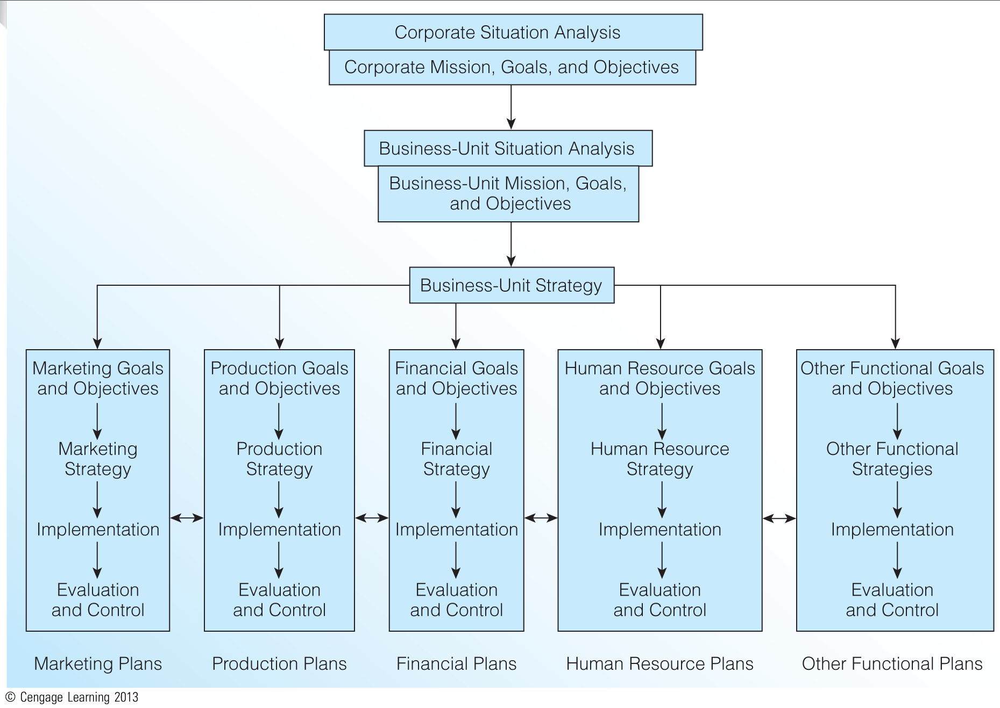 Corporate Situation Analysis
Corporate Mission, Goals, and Objectives
Business-Unit Situation Analysis
Business-Unit Mission, Goals,
and Objectives
Business-Unit Strategy
Marketing Goals
and Objectives
Marketing
Strategy
Implementation
Evaluation
and Control
Marketing Plans
Production Goals
and Objectives
Production
Strategy
Implementation
Evaluation
and Control
Production Plans
Financial Goals
and Objectives
Financial
Strategy
Implementation
Evaluation
and Control
Financial Plans
Human Resource Goals
and Objectives
Human Resource
Strategy
Implementation
Evaluation
and Control
Human Resource Plans
Other Functional Goals
and Objectives
Other Functional
Strategies
Implementation
Evaluation
and Control
Other Functional Plans
© Cengage Learning 2013